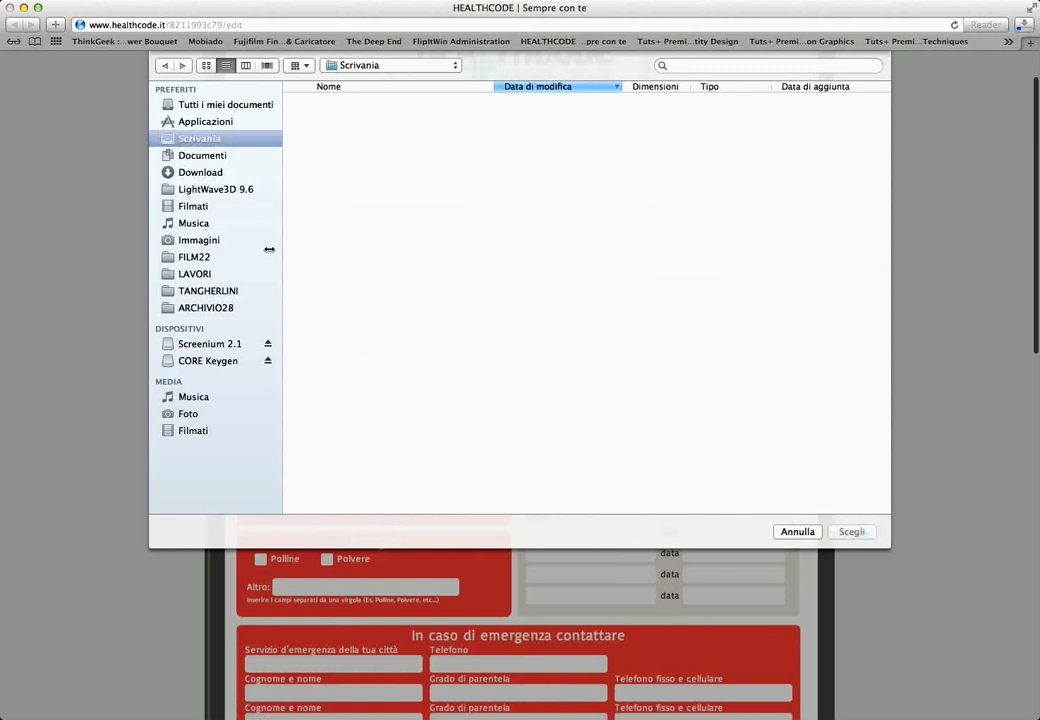 HEALTHCODE | Sempre con te
www.healthcode.it/8211993c79/edit
Reader
ThinkGeek :...wer Bouquet Mobiado Fujifilm Fin...& Caricatore The Deep End FlipItWin Administration HEALTHCODE ...pre con te Tuts+ Premi...tity Design Tuts+ Premi...on Graphics Tuts+ Premi...Techniques
Scrivania
PREFERITI
Nome Data di modifica Dimensioni Tipo Data di aggiunta
Tutti i miei documenti
Applicazioni
Scrivania
Documenti
Download
LightWave3D 9.6
Filmati
Musica
Immagini
FILM22
LAVORI
TANGHERLINI
ARCHIVIO28
DISPOSITIVI
Screenium 2.1
CORE Keygen
MEDIA
Musica
Foto
Filmati
Annulla Scegli
Polline Polvere data
data
Altro: data
Inserire i campi separati da una virgola (Es. Polline, Polvere, etc...)
In caso di emergenza contattare
Servizio d'emergenza della tua città Telefono
Cognome e nome Grado di parentela Telefono fisso e cellulare
Cognome e nome Grado di parentela Telefono fisso e cellulare